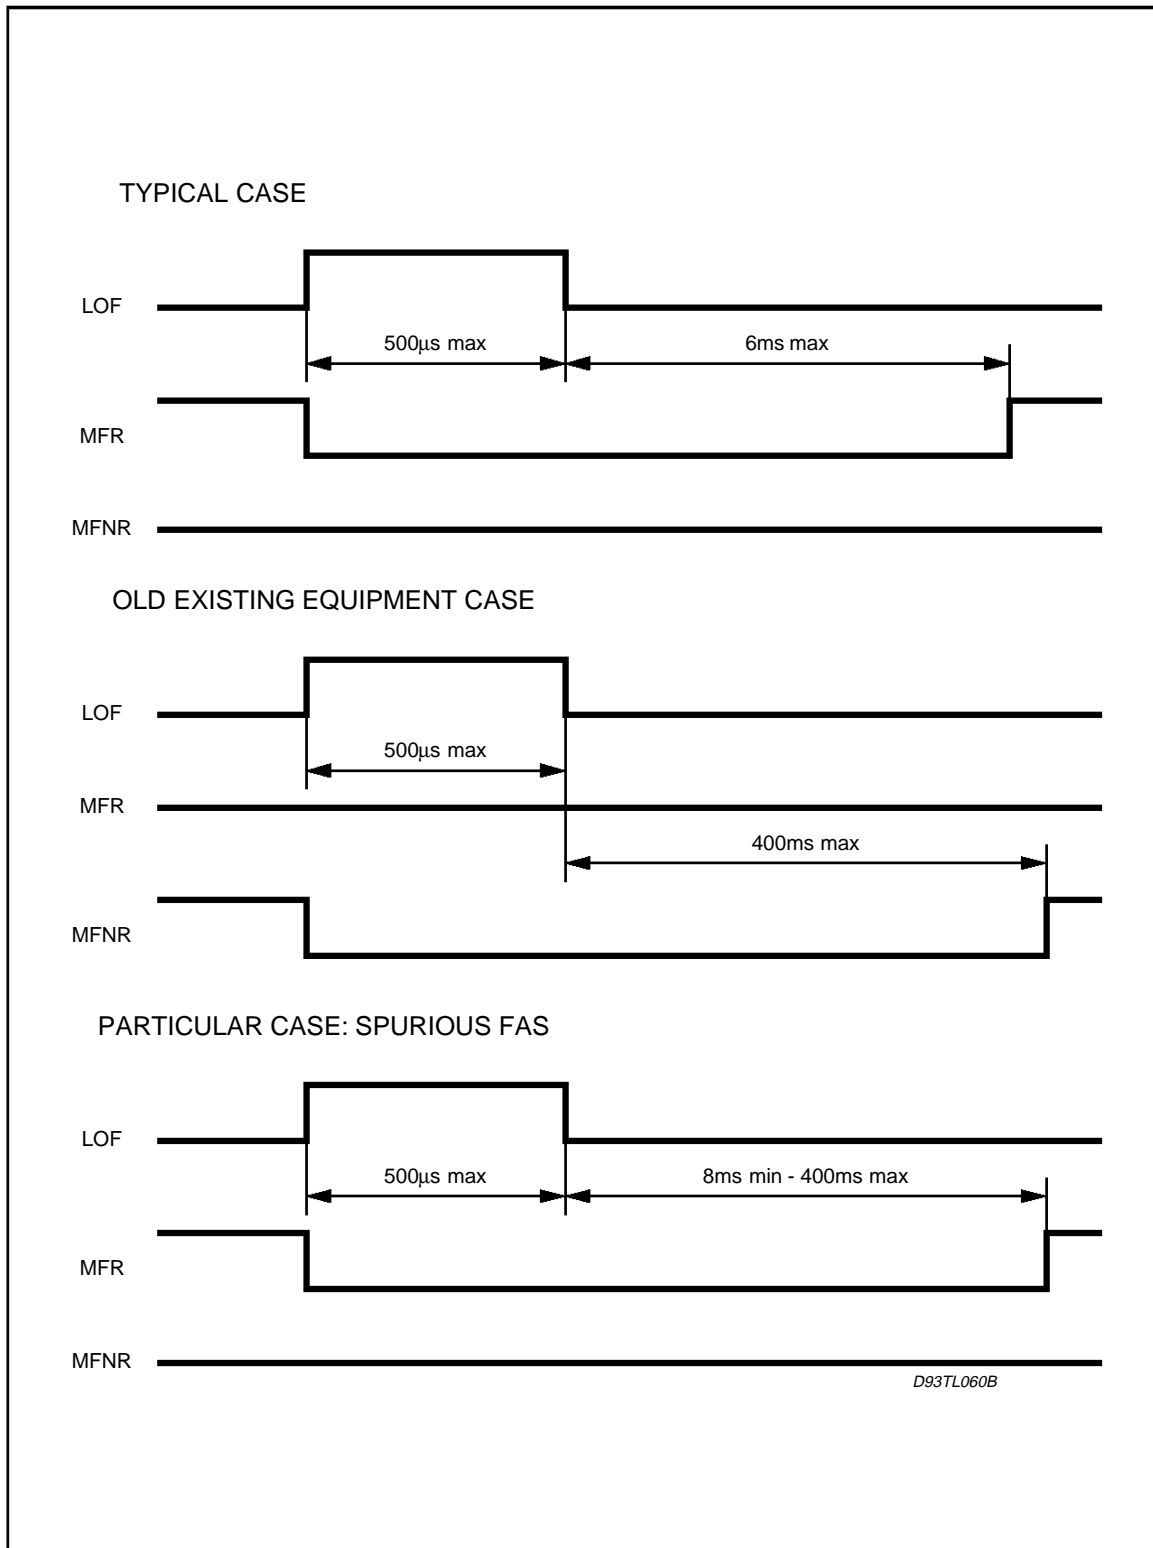 TYPICAL CASE
LOF
500µs max
6ms max
MFR
MFNR
OLD EXISTING EQUIPMENT CASE
LOF
500µs max
MFR
400ms max
MFNR
PARTICULAR CASE: SPURIOUS FAS
LOF
500µs max
8ms min - 400ms max
MFR
MFNR
D93TL060B